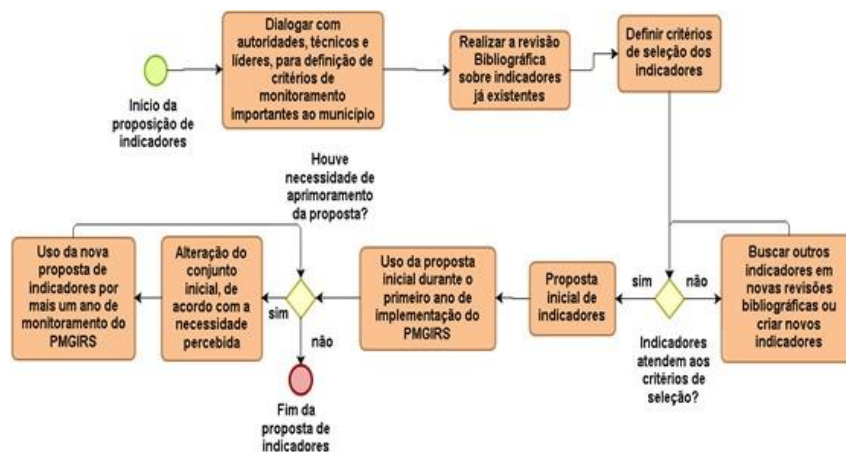 Início da
proposição de
indicadores
Dialogar com
autoridades, técnicos e
líderes, para definição de
critérios de
monitoramento
importantes ao município
Realizar a revisão
Bibliográfica
sobre indicadores
já existentes
Definir critérios
de seleção dos
indicadores
Houve
necessidade de
aprimoramento
da proposta?
Uso da nova
proposta de
indicadores por
mais um ano de
monitoramento do
PMGIRS
Alteração do
conjunto
inicial, de
acordo com a
necessidade
percebida
sim
não
Fim da
proposta de
indicadores
Uso da proposta
inicial durante o
primeiro ano de
implementação do
PMGIRS
Proposta
inicial de
indicadores
sim
não
Indicadores
atendem aos
critérios de
seleção?
Buscar outros
indicadores em
novas revisões
bibliográficas ou
criar novos
indicadores